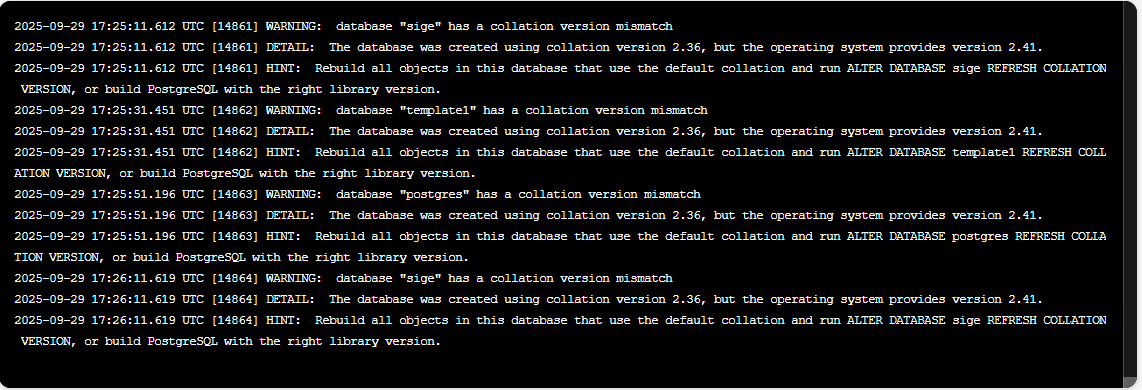 2025-09-29 17:25:11.612 UTC [14861] WARNING:  database "sige" has a collation version mismatch
2025-09-29 17:25:11.612 UTC [14861] DETAIL:  The database was created using collation version 2.36, but the operating system provides version 2.41.
2025-09-29 17:25:11.612 UTC [14861] HINT:  Rebuild all objects in this database that use the default collation and run ALTER DATABASE sige REFRESH COLLATION
 VERSION, or build PostgreSQL with the right library version.
2025-09-29 17:25:31.451 UTC [14862] WARNING:  database "template1" has a collation version mismatch
2025-09-29 17:25:31.451 UTC [14862] DETAIL:  The database was created using collation version 2.36, but the operating system provides version 2.41.
2025-09-29 17:25:31.451 UTC [14862] HINT:  Rebuild all objects in this database that use the default collation and run ALTER DATABASE template1 REFRESH COLL
ATION VERSION, or build PostgreSQL with the right library version.
2025-09-29 17:25:51.196 UTC [14863] WARNING:  database "postgres" has a collation version mismatch
2025-09-29 17:25:51.196 UTC [14863] DETAIL:  The database was created using collation version 2.36, but the operating system provides version 2.41.
2025-09-29 17:25:51.196 UTC [14863] HINT:  Rebuild all objects in this database that use the default collation and run ALTER DATABASE postgres REFRESH COLLA
TION VERSION, or build PostgreSQL with the right library version.
2025-09-29 17:26:11.619 UTC [14864] WARNING:  database "sige" has a collation version mismatch
2025-09-29 17:26:11.619 UTC [14864] DETAIL:  The database was created using collation version 2.36, but the operating system provides version 2.41.
2025-09-29 17:26:11.619 UTC [14864] HINT:  Rebuild all objects in this database that use the default collation and run ALTER DATABASE sige REFRESH COLLATION
 VERSION, or build PostgreSQL with the right library version.